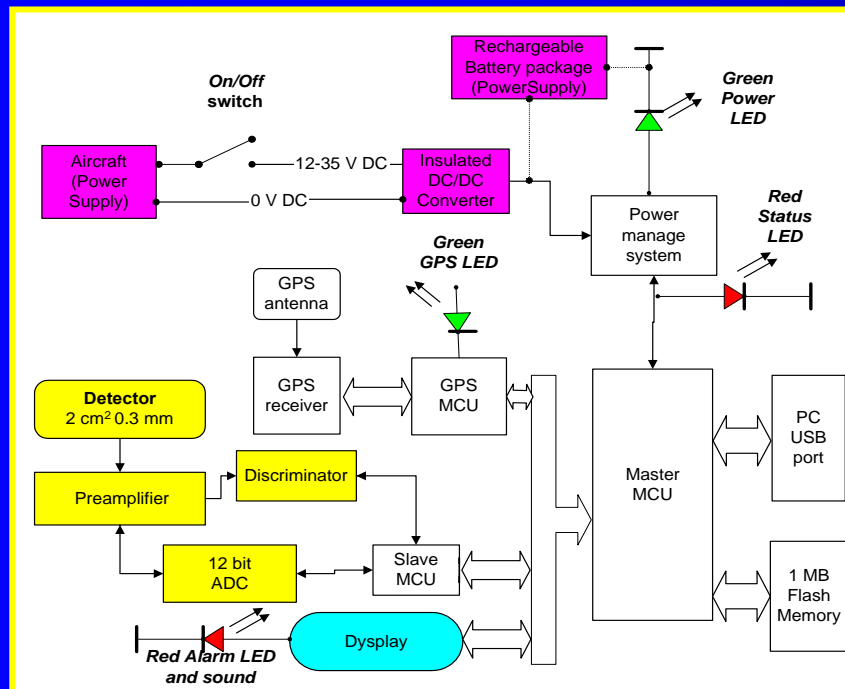 Rechargeable
Battery package
(PowerSupply)
On/Off
switch
Green
Power
LED
Aircraft
(Power
Supply)
12-35 V DC
0 V DC
Insulated
DC/DC
Converter
Power
manage
system
Red
Status
LED
Green
GPS LED
GPS
antenna
GPS
receiver
GPS
MCU
Detector
2 cm² 0.3 mm
Preamplifier
Discriminator
12 bit
ADC
Slave
MCU
Master
MCU
PC
USB
port
1 MB
Flash
Memory
Dysplay
Red Alarm LED
and sound